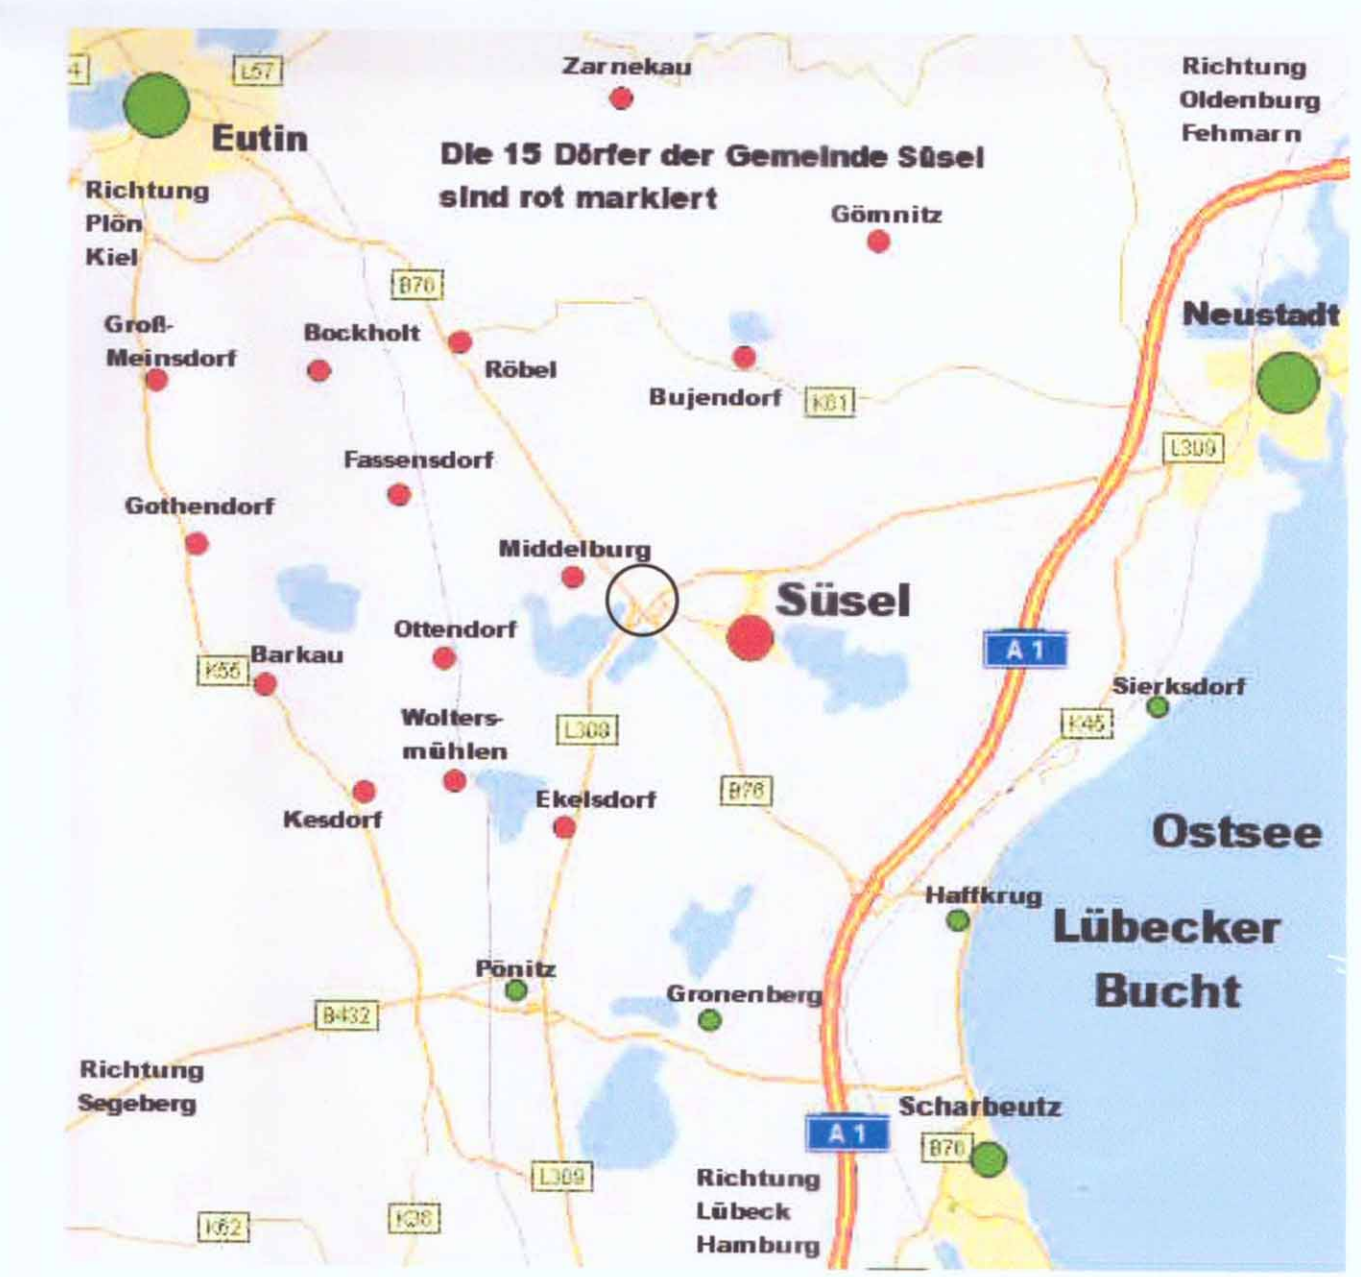 4
L57
Zarnekau
Richtung
Oldenburg
Fehmarn
Eutin
Die 15 Dörfer der Gemeinde Süsel
sind rot markiert
Richtung
Plön
Kiel
Gömnitz
B76
Groß-
Meinsdorf
Bockholt
Röbel
Neustadt
Bujendorf
K61
L309
Fassensdorf
Gothendorf
Middelburg
Süsel
Ottendorf
A 1
K55
Barkau
Sierksdorf
Wolters-
mühlen
L309
K45
B76
Ekelsdorf
Kesdorf
Ostsee
Haffkrug
Lübecker
Bucht
Pönitz
Gronenberg
B432
Richtung
Segeberg
Scharbeutz
A 1
B76
L309
Richtung
Lübeck
Hamburg
K62
K38